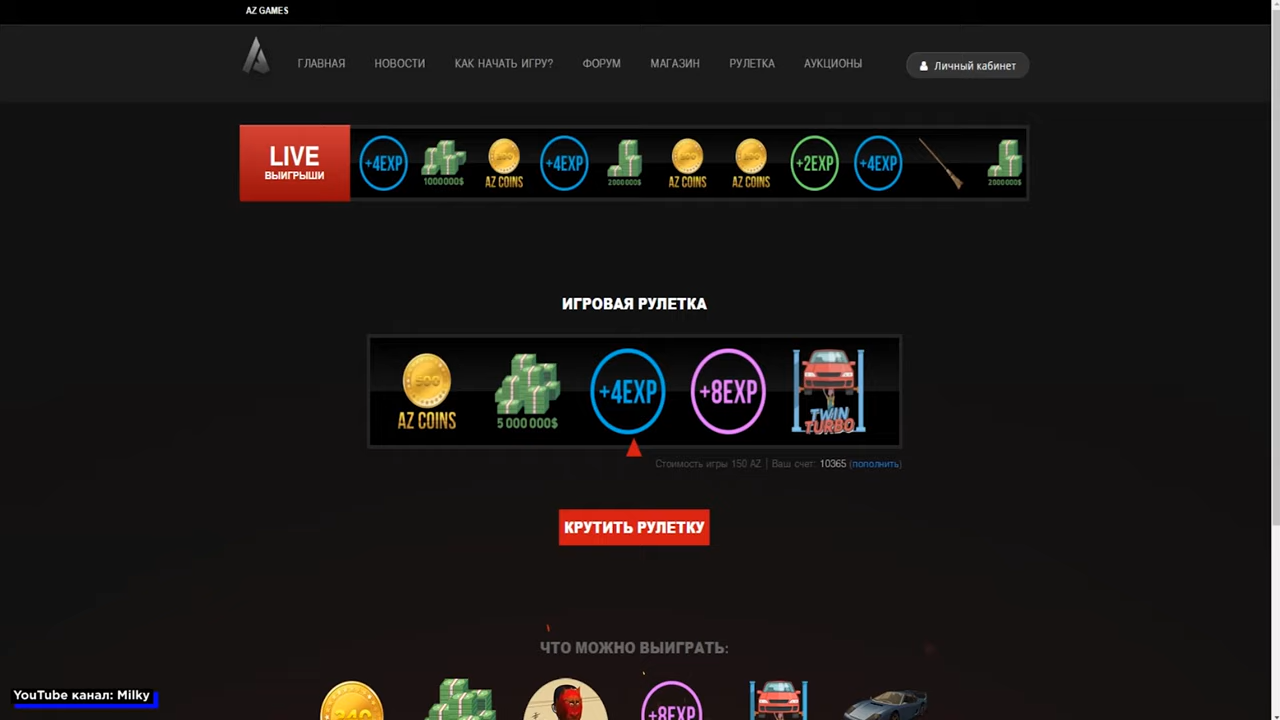 AZ GAMES
ГЛАВНАЯ НОВОСТИ КАК НАЧАТЬ ИГРУ? ФОРУМ МАГАЗИН РУЛЕТКА АУКЦИОНЫ Личный кабинет
LIVE
ВЫИГРЫШИ
+4EXP 1000000$ AZ COINS +4EXP 2000000$ AZ COINS AZ COINS +2EXP +4EXP 2000000$
ИГРОВАЯ РУЛЕТКА
500
AZ COINS 5 000 000$ +4EXP +8EXP TWIN TURBO
Стоимость игры 150 AZ | Ваш счет: 10365 (пополнить)
КРУТИТЬ РУЛЕТКУ
ЧТО МОЖНО ВЫИГРАТЬ:
+8EXP
YouTube канал: Milky